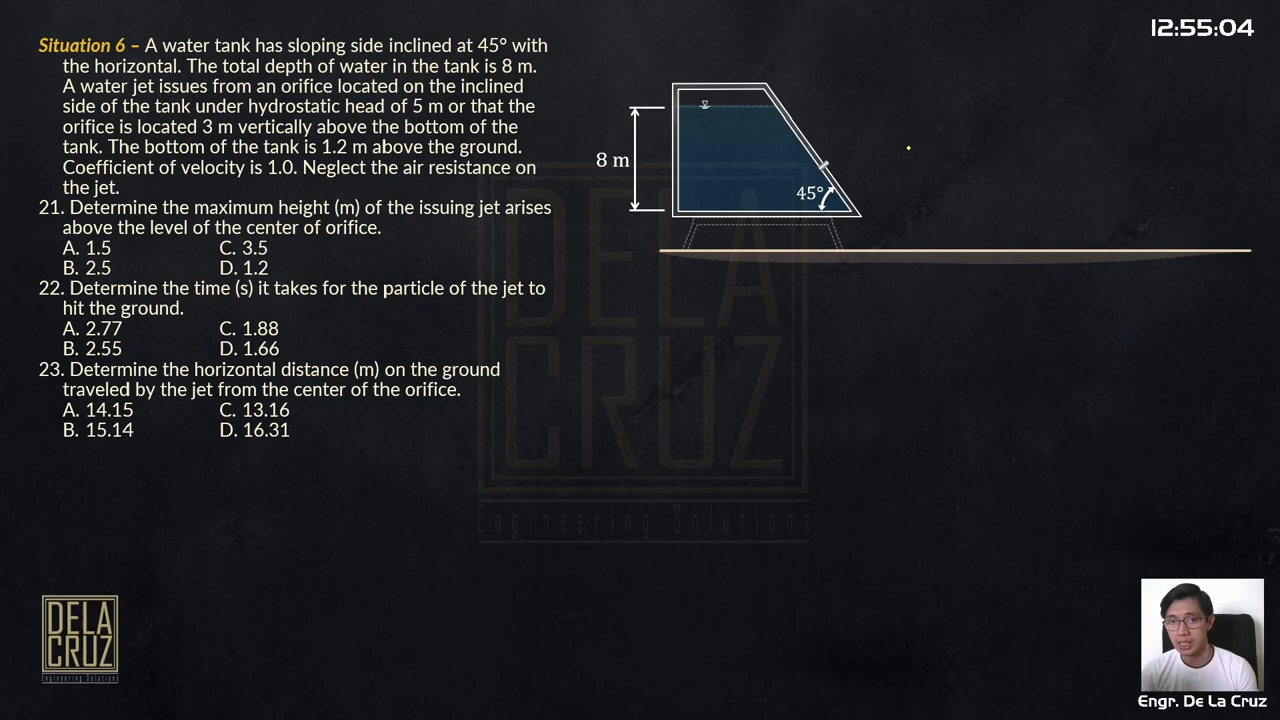 12:55:04
Situation 6 – A water tank has sloping side inclined at 45° with
the horizontal. The total depth of water in the tank is 8 m.
A water jet issues from an orifice located on the inclined
side of the tank under hydrostatic head of 5 m or that the
orifice is located 3 m vertically above the bottom of the
tank. The bottom of the tank is 1.2 m above the ground.
Coefficient of velocity is 1.0. Neglect the air resistance on
the jet.
21. Determine the maximum height (m) of the issuing jet arises
above the level of the center of orifice.
A. 1.5 C. 3.5
B. 2.5 D. 1.2
22. Determine the time (s) it takes for the particle of the jet to
hit the ground.
A. 2.77 C. 1.88
B. 2.55 D. 1.66
23. Determine the horizontal distance (m) on the ground
traveled by the jet from the center of the orifice.
A. 14.15 C. 13.16
B. 15.14 D. 16.31
8 m
45°
DELA
CRUZ
Engineering Solutions
DELA
CRUZ
Engineering Solutions
Engr. De La Cruz